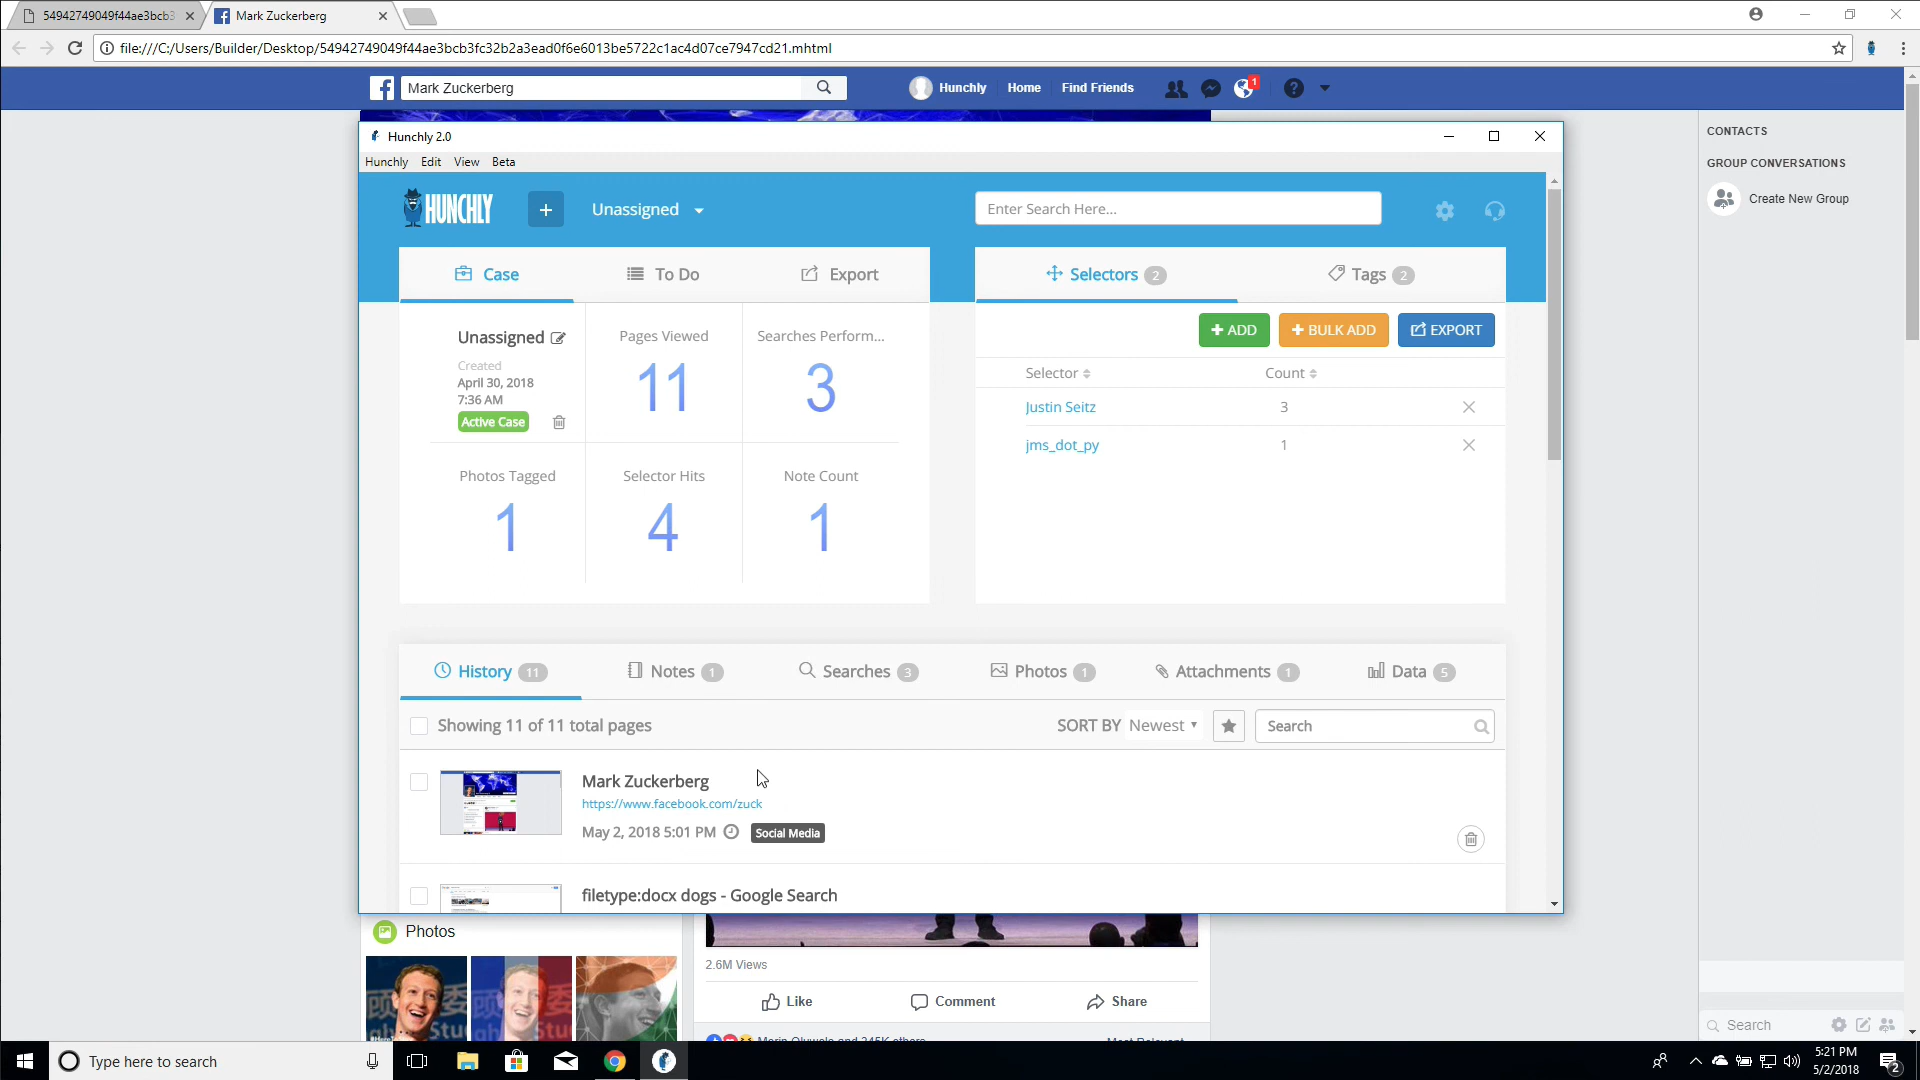 54942749049f44ae3bcb3
Mark Zuckerberg
file:///C:/Users/Builder/Desktop/54942749049f44ae3bcb3fc32b2a3ead0f6e6013be5722c1ac4d07ce7947cd21.mhtml
Mark Zuckerberg
Hunchly Home Find Friends 1
CONTACTS
GROUP CONVERSATIONS
Create New Group
Hunchly 2.0
Hunchly Edit View Beta
HUNCHLY + Unassigned Enter Search Here...
Case To Do Export
Selectors 2 Tags 2
Unassigned
Created
April 30, 2018
7:36 AM
Active Case
Pages Viewed
11
Searches Perform...
3
Photos Tagged
1
Selector Hits
4
Note Count
1
+ ADD + BULK ADD EXPORT
Selector Count
Justin Seitz 3
jms_dot_py 1
History 11 Notes 1 Searches 3 Photos 1 Attachments 1 Data 5
Showing 11 of 11 total pages SORT BY Newest Search
Mark Zuckerberg
https://www.facebook.com/zuck
May 2, 2018 5:01 PM Social Media
filetype:docx dogs - Google Search
Photos
2.6M Views
Like Comment Share
Search
Type here to search
5:21 PM
5/2/2018
2